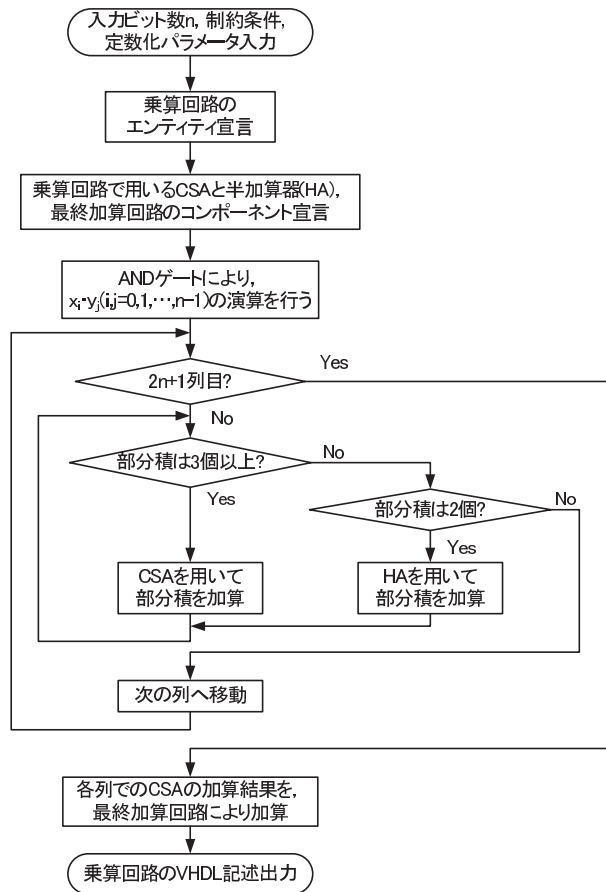 入力ビット数n, 制約条件,
定数化パラメータ入力
乗算回路の
エンティティ宣言
乗算回路で用いるCSAと半加算器(HA),
最終加算回路のコンポーネント宣言
ANDゲートにより,
xi・yj(i,j=0,1,…,n−1)の演算を行う
2n+1列目?
Yes
No
部分積は3個以上?
No
Yes
部分積は2個?
No
Yes
CSAを用いて
部分積を加算
HAを用いて
部分積を加算
次の列へ移動
各列でのCSAの加算結果を,
最終加算回路により加算
乗算回路のVHDL記述出力